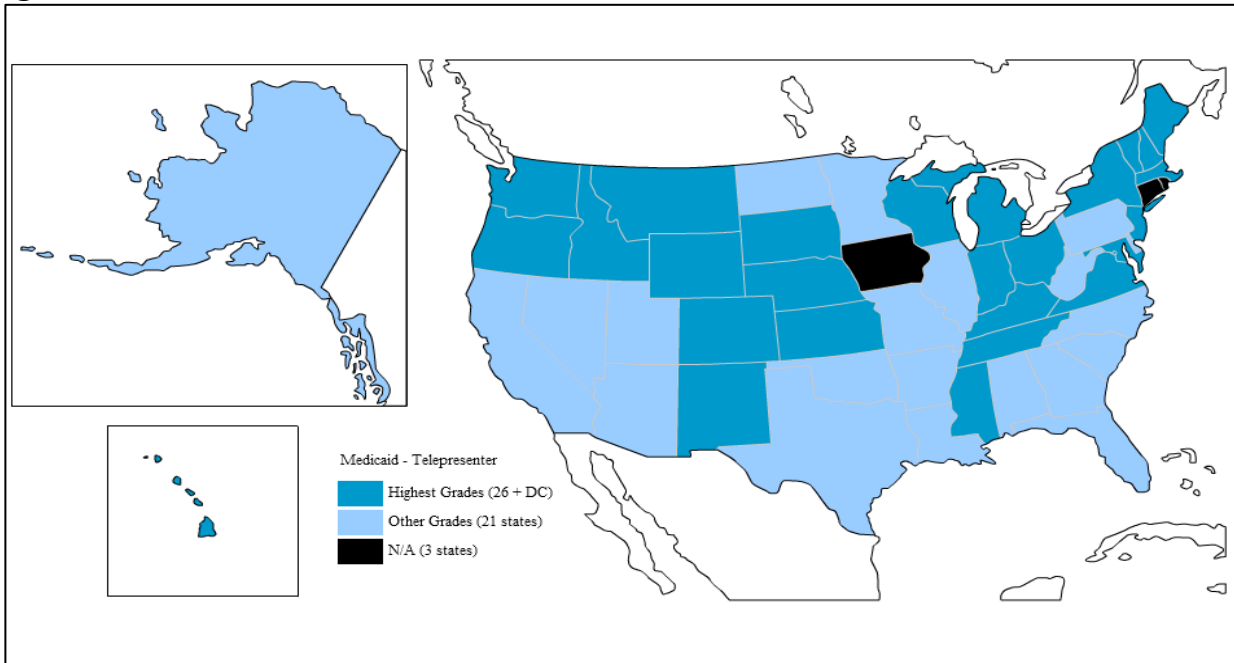 Medicaid - Telepresenter
Highest Grades (26 + DC)
Other Grades (21 states)
N/A (3 states)